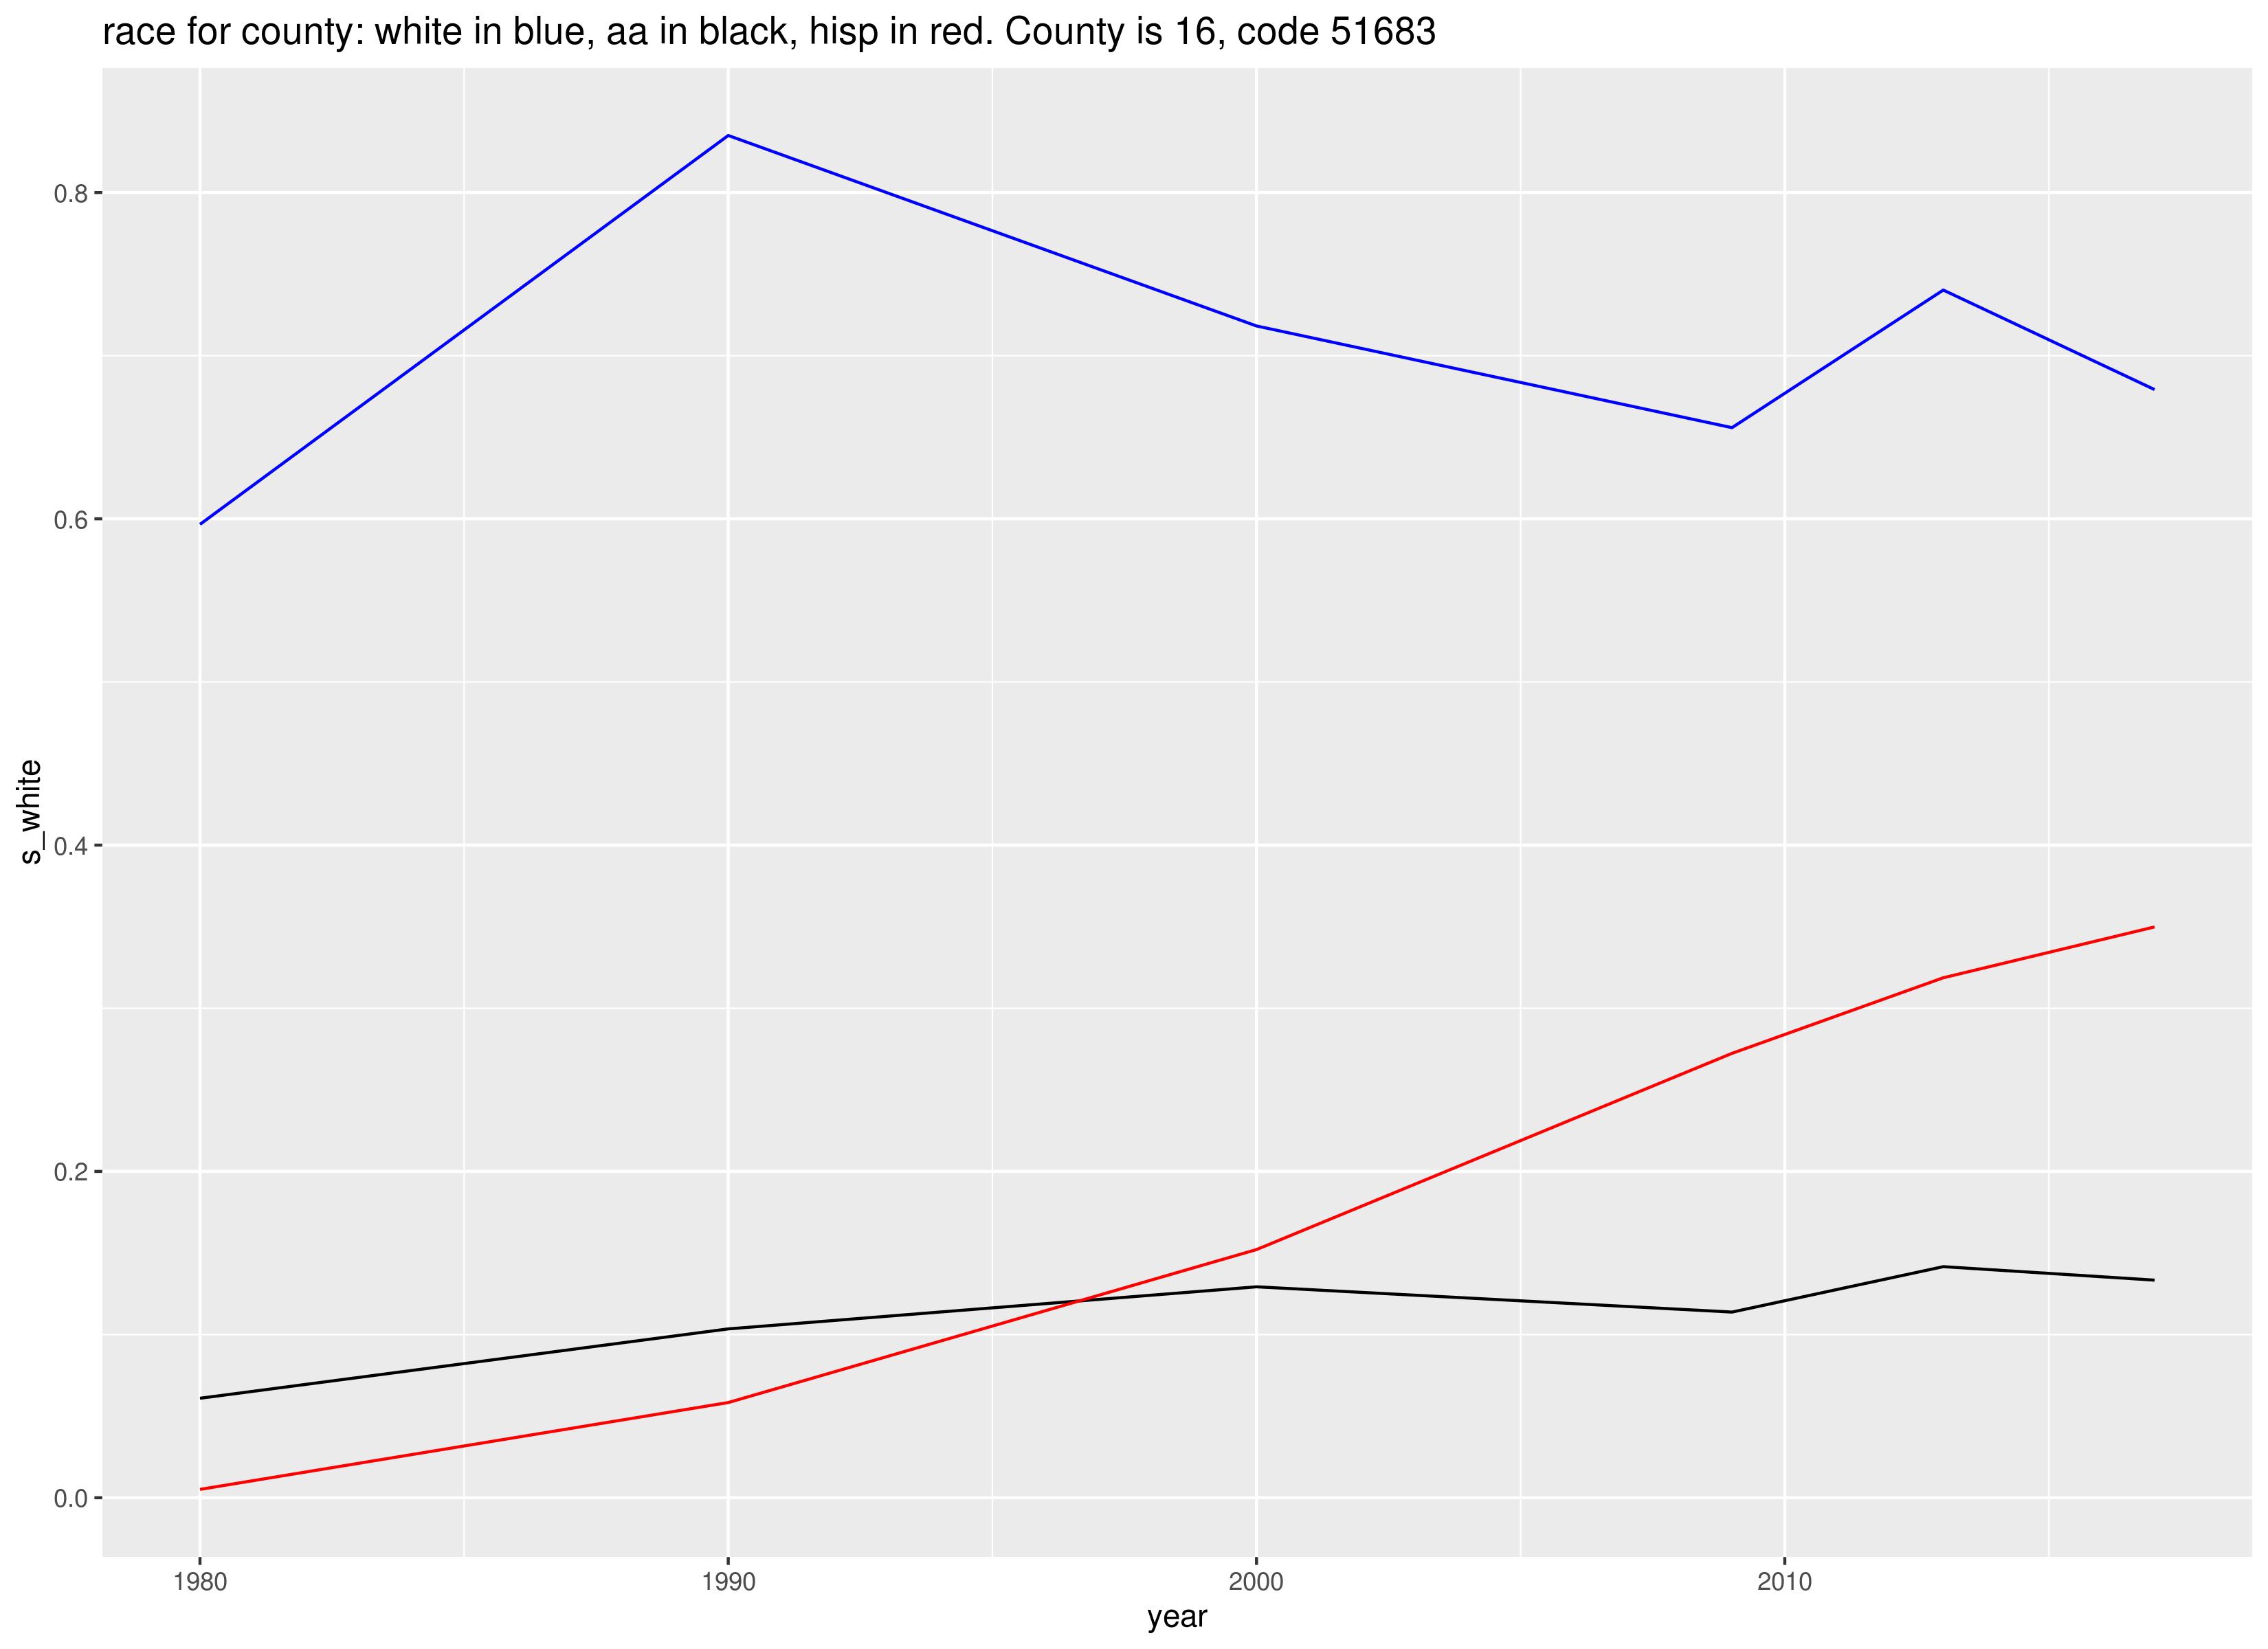 race for county: white in blue, aa in black, hisp in red. County is 16, code 51683
s_white
0.8
0.6
0.4
0.2
0.0
1980 1990 2000 2010
year